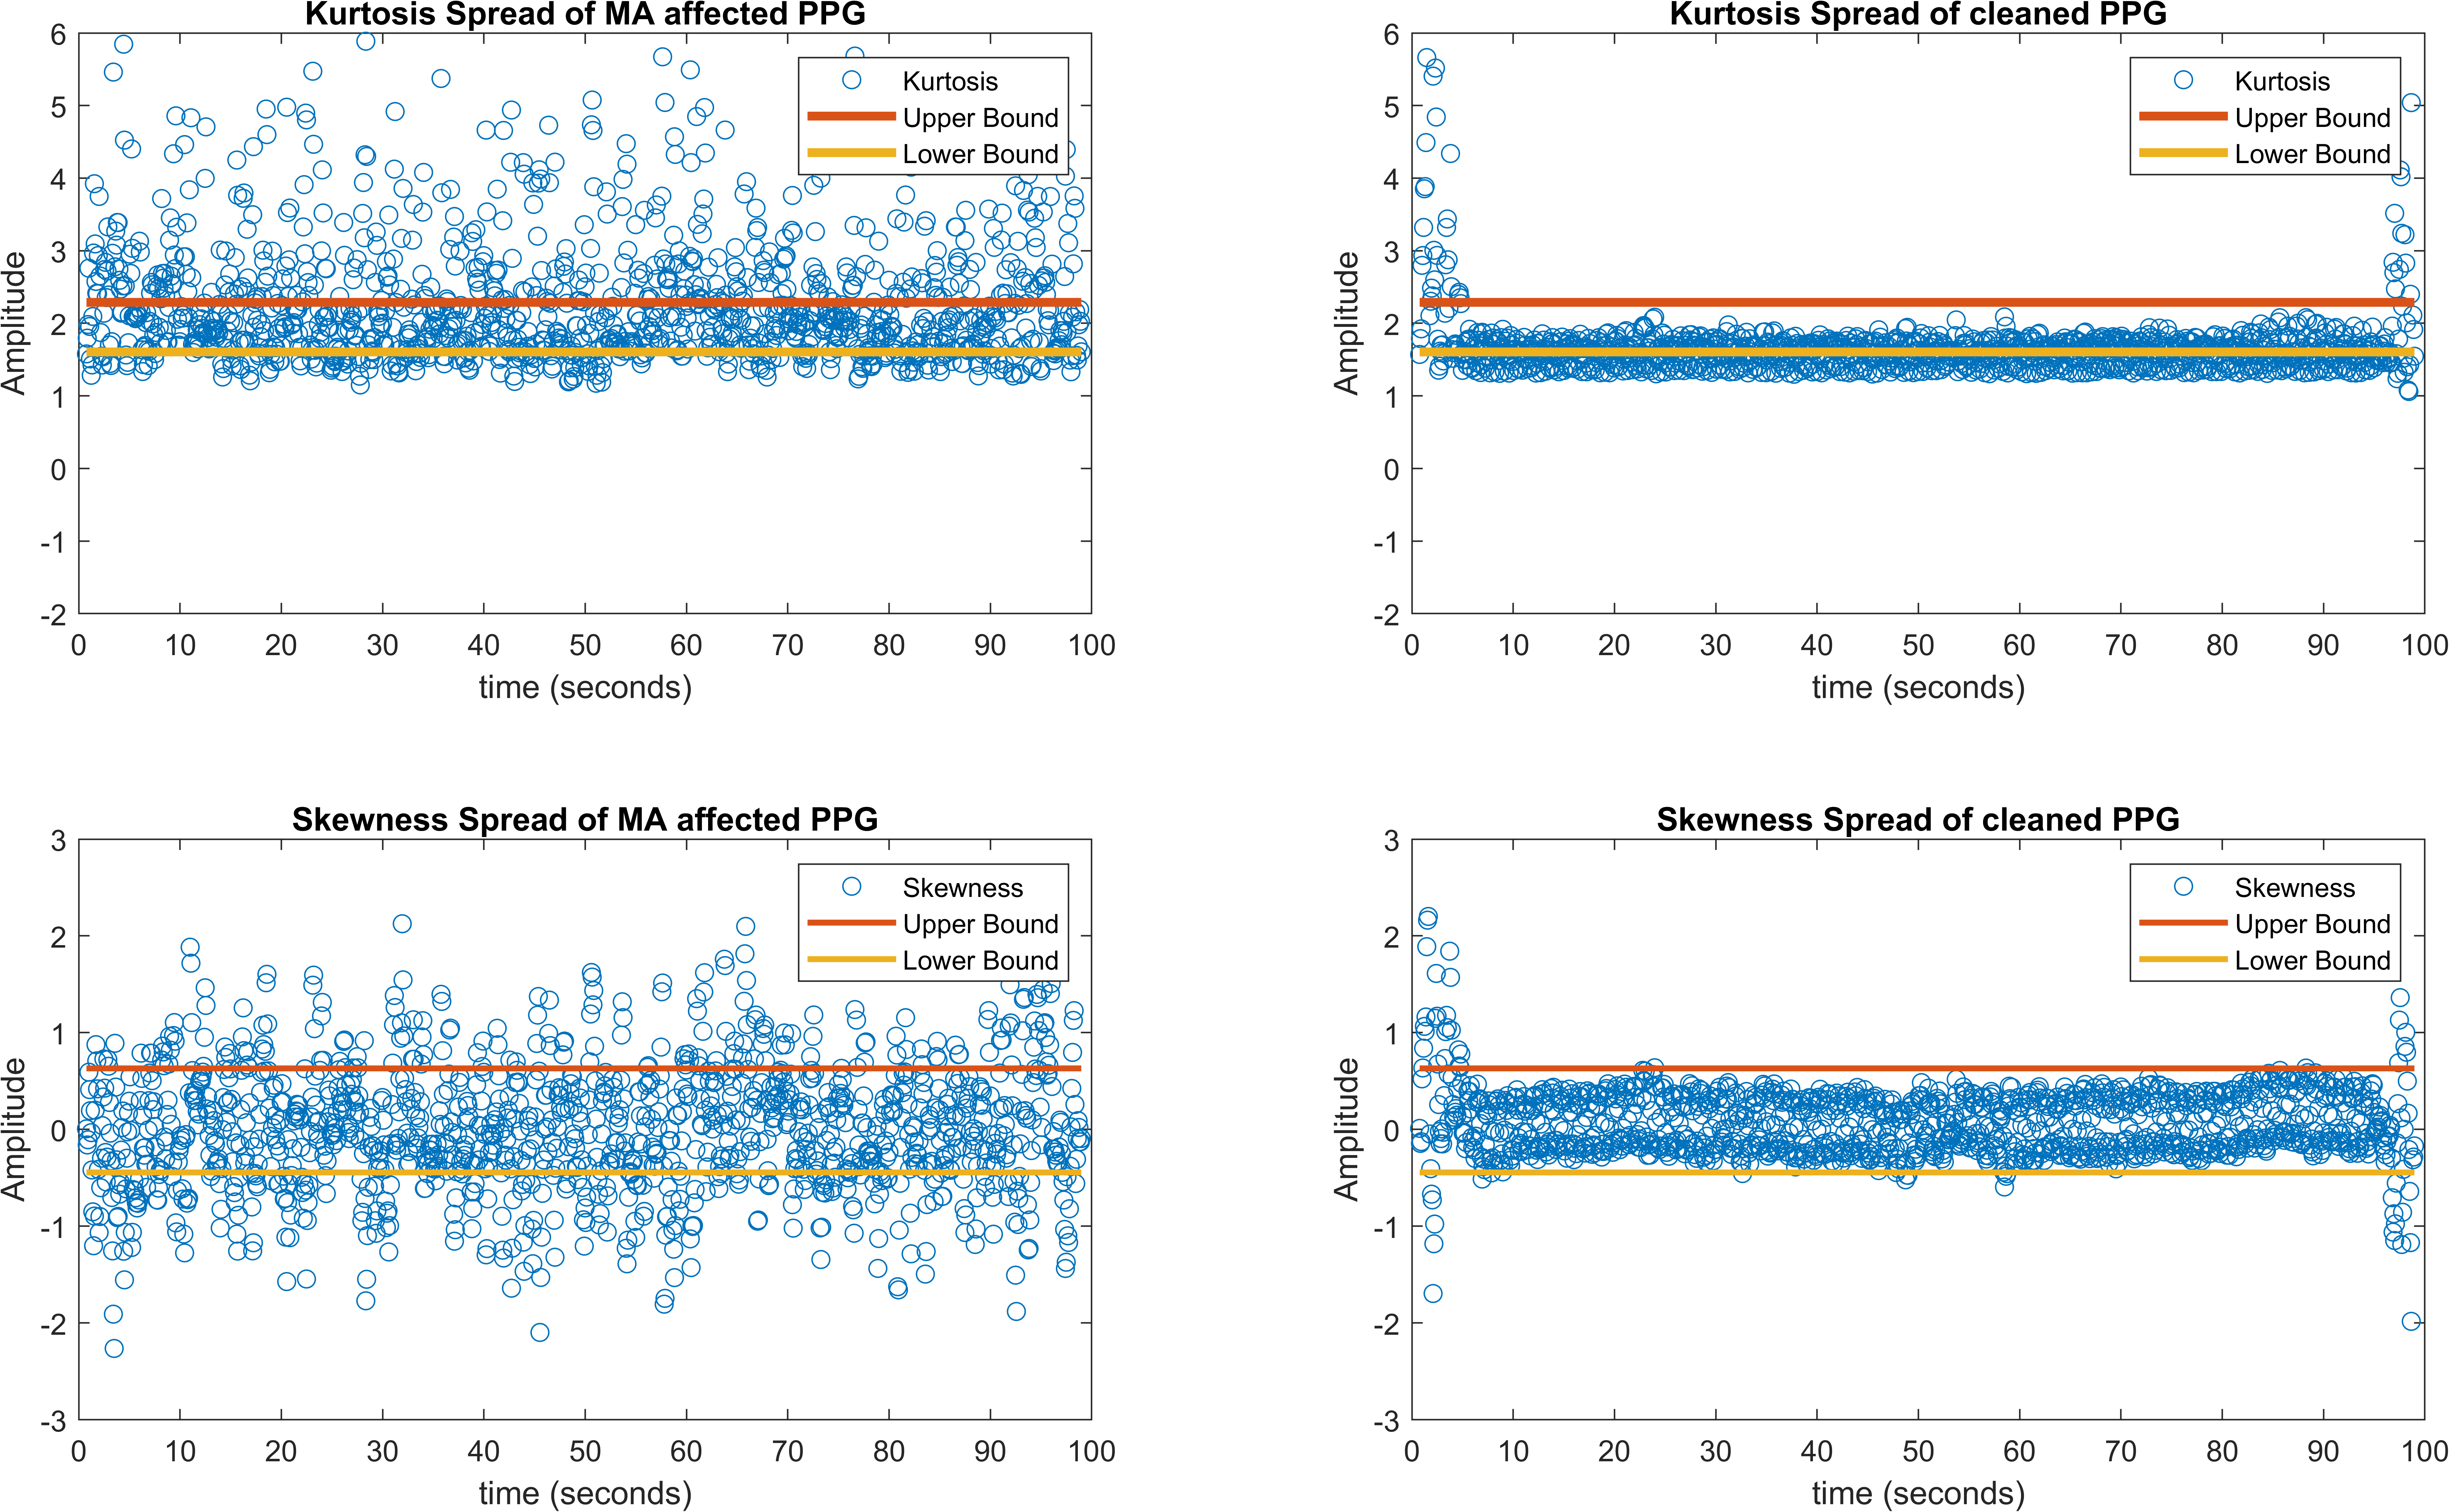 Kurtosis Spread of MA affected PPG
6
5
4
3
2
1
0
-1
-2
Amplitude
0 10 20 30 40 50 60 70 80 90 100
time (seconds)
Kurtosis
Upper Bound
Lower Bound
Kurtosis Spread of cleaned PPG
6
5
4
3
2
1
0
-1
-2
Amplitude
0 10 20 30 40 50 60 70 80 90 100
time (seconds)
Kurtosis
Upper Bound
Lower Bound
Skewness Spread of MA affected PPG
3
2
1
0
-1
-2
-3
Amplitude
0 10 20 30 40 50 60 70 80 90 100
time (seconds)
Skewness
Upper Bound
Lower Bound
Skewness Spread of cleaned PPG
3
2
1
0
-1
-2
-3
Amplitude
0 10 20 30 40 50 60 70 80 90 100
time (seconds)
Skewness
Upper Bound
Lower Bound